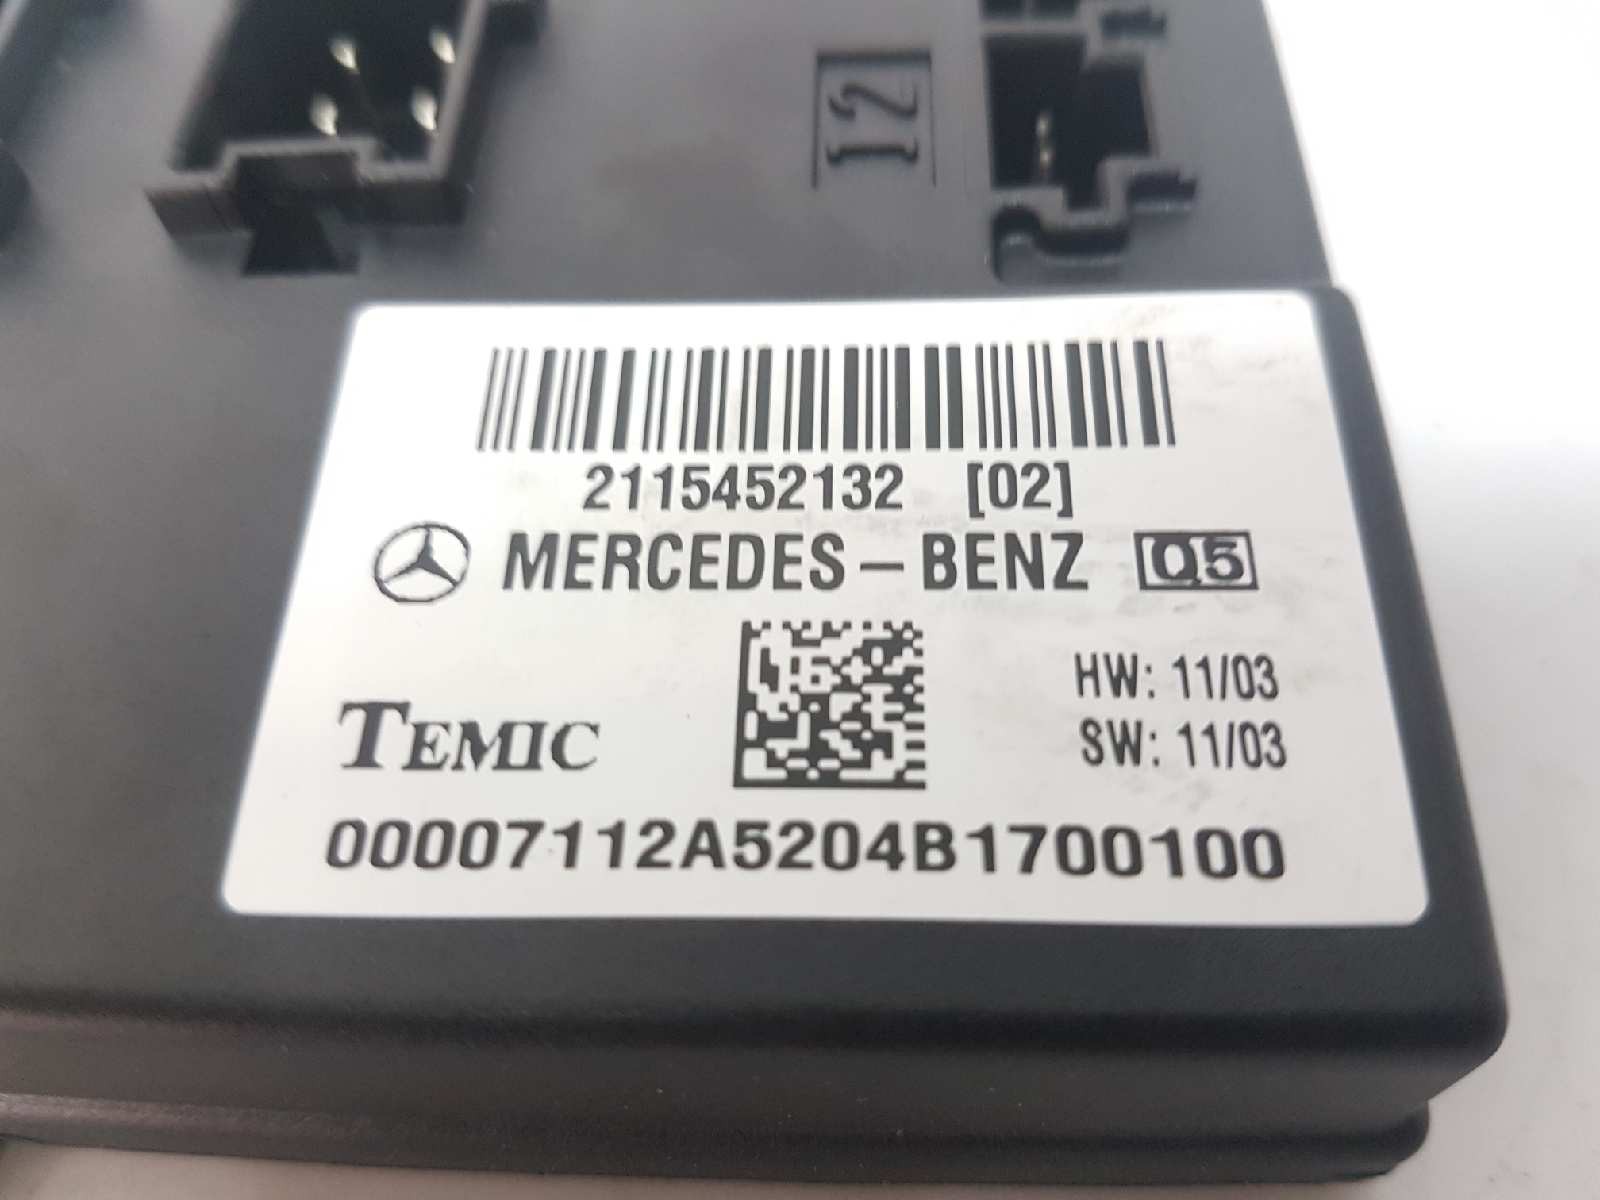 12
2115452132 [02]
MERCEDES-BENZ Q5
HW: 11/03
TEMIC
SW: 11/03
00007112A5204B1700100